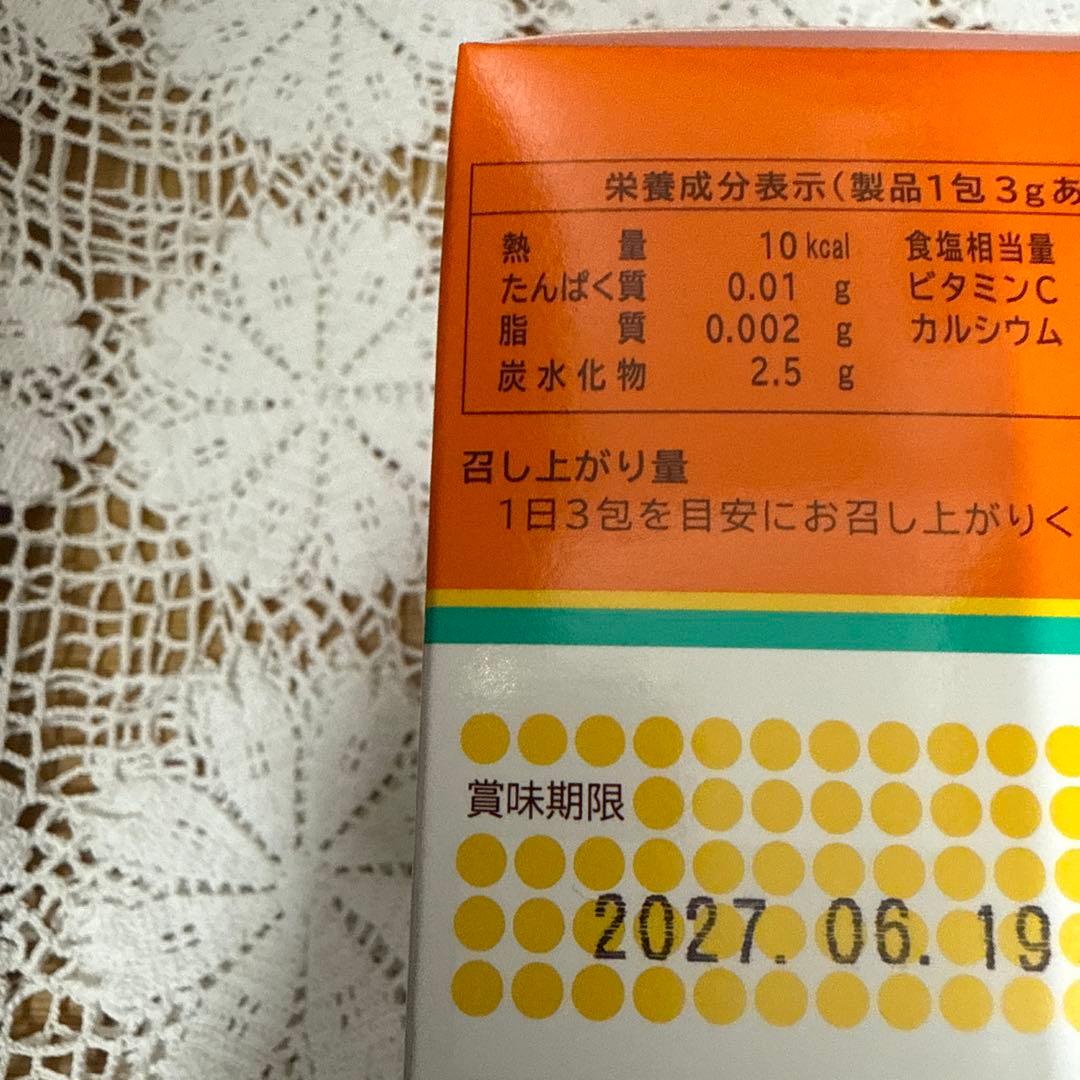 栄養成分表示(製品1包3gあ
熱量 10kcal 食塩相当量
たんぱく質 0.01 g ビタミンC
脂質 0.002 g カルシウム
炭水化物 2.5 g
召し上がり量
1日3包を目安にお召し上がりく
賞味期限
2027.06.19